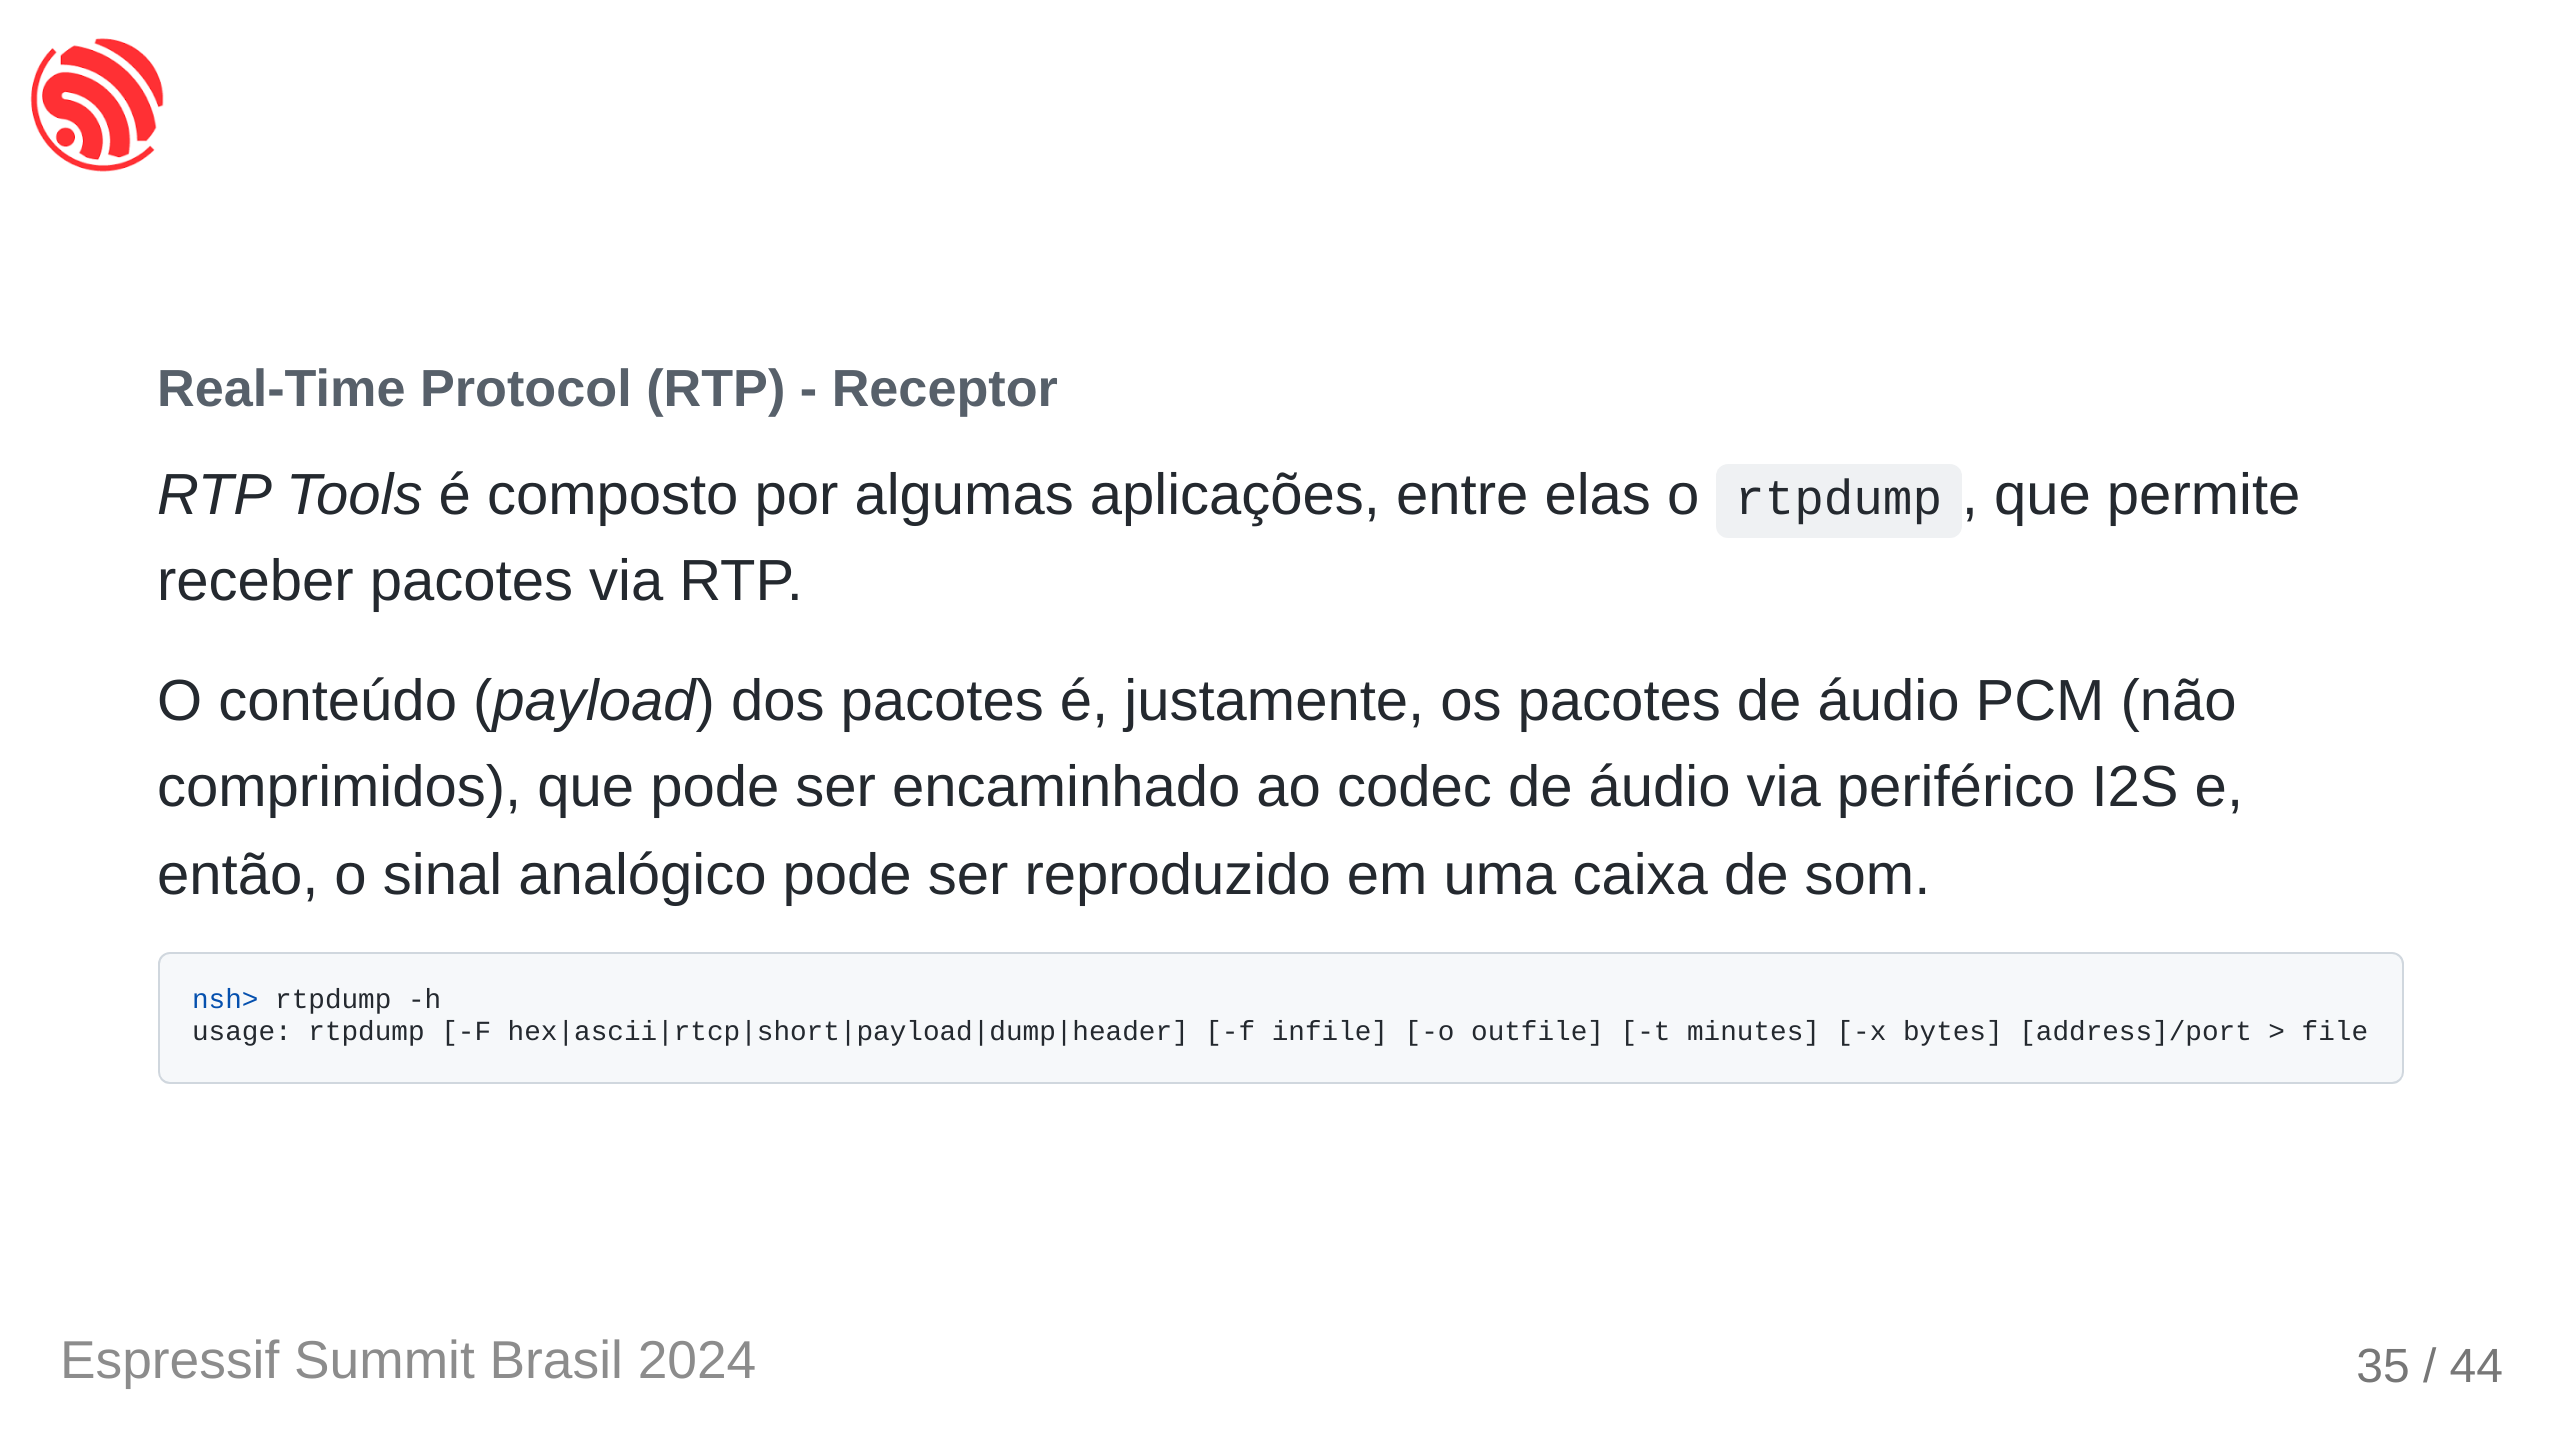 Real-Time Protocol (RTP) - Receptor
RTP Tools é composto por algumas aplicações, entre elas o rtpdump, que permite
receber pacotes via RTP.
O conteúdo (payload) dos pacotes é, justamente, os pacotes de áudio PCM (não
comprimidos), que pode ser encaminhado ao codec de áudio via periférico I2S e,
então, o sinal analógico pode ser reproduzido em uma caixa de som.
nsh> rtpdump -h
usage: rtpdump [-F hex|ascii|rtcp|short|payload|dump|header] [-f infile] [-o outfile] [-t minutes] [-x bytes] [address]/port > file
Espressif Summit Brasil 2024
35 / 44